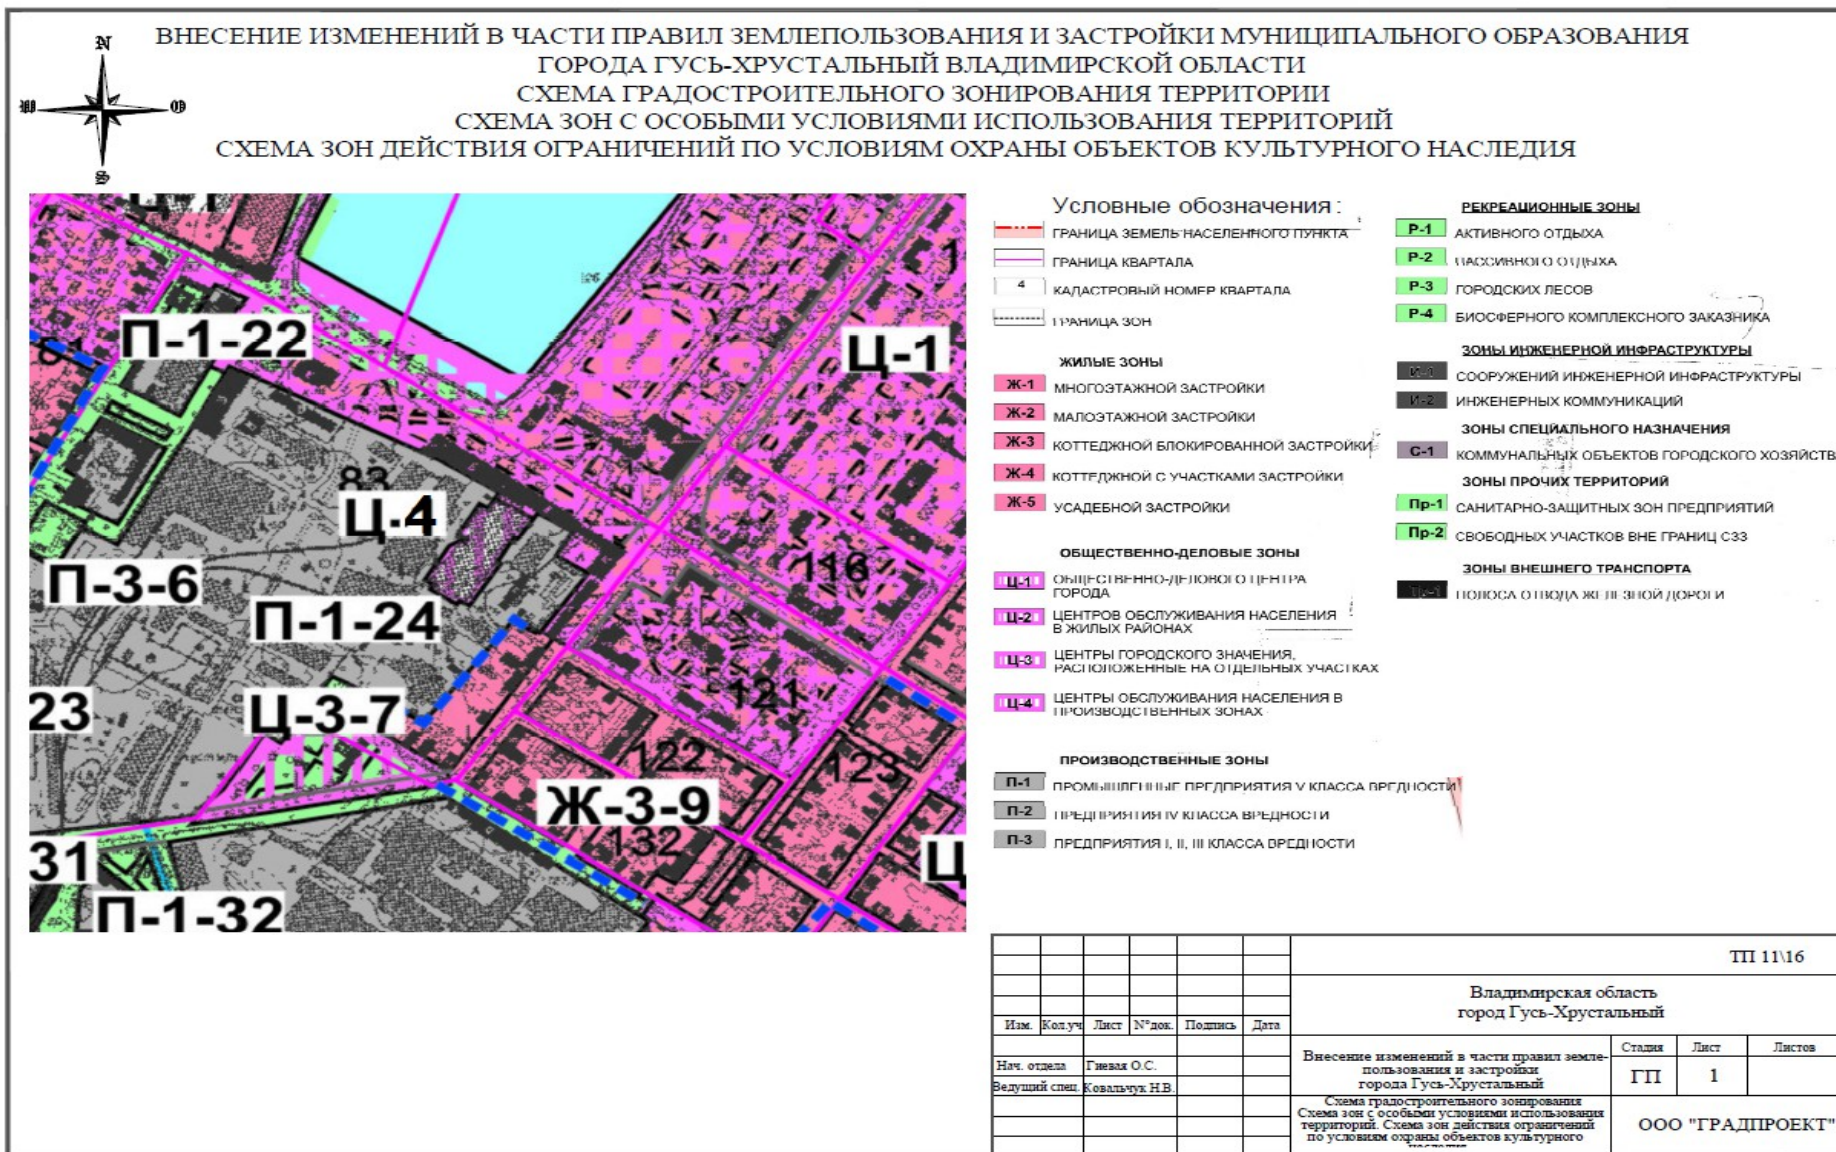 ВНЕСЕНИЕ ИЗМЕНЕНИЙ В ЧАСТИ ПРАВИЛ ЗЕМЛЕПОЛЬЗОВАНИЯ И ЗАСТРОЙКИ МУНИЦИПАЛЬНОГО ОБРАЗОВАНИЯ
ГОРОДА ГУСЬ-ХРУСТАЛЬНЫЙ ВЛАДИМИРСКОЙ ОБЛАСТИ
СХЕМА ГРАДОСТРОИТЕЛЬНОГО ЗОНИРОВАНИЯ ТЕРРИТОРИИ
СХЕМА ЗОН С ОСОБЫМИ УСЛОВИЯМИ ИСПОЛЬЗОВАНИЯ ТЕРРИТОРИЙ
СХЕМА ЗОН ДЕЙСТВИЯ ОГРАНИЧЕНИЙ ПО УСЛОВИЯМ ОХРАНЫ ОБЪЕКТОВ КУЛЬТУРНОГО НАСЛЕДИЯ
N
W
O
S
П-1-22
Ц-1
83
Ц-4
П-3-6
116
П-1-24
121
23
Ц-3-7
122
123
Ж-3-9
132
31
Ц
П-1-32
Условные обозначения:
ГРАНИЦА ЗЕМЕЛЬ НАСЕЛЕННОГО ПУНКТА
ГРАНИЦА КВАРТАЛА
4 КАДАСТРОВЫЙ НОМЕР КВАРТАЛА
ГРАНИЦА ЗОН
ЖИЛЫЕ ЗОНЫ
Ж-1 МНОГОЭТАЖНОЙ ЗАСТРОЙКИ
Ж-2 МАЛОЭТАЖНОЙ ЗАСТРОЙКИ
Ж-3 КОТТЕДЖНОЙ БЛОКИРОВАННОЙ ЗАСТРОЙКИ
Ж-4 КОТТЕДЖНОЙ С УЧАСТКАМИ ЗАСТРОЙКИ
Ж-5 УСАДЕБНОЙ ЗАСТРОЙКИ
ОБЩЕСТВЕННО-ДЕЛОВЫЕ ЗОНЫ
Ц-1 ОБЩЕСТВЕННО-ДЕЛОВОГО ЦЕНТРА
ГОРОДА
Ц-2 ЦЕНТРОВ ОБСЛУЖИВАНИЯ НАСЕЛЕНИЯ
В ЖИЛЫХ РАЙОНАХ
Ц-3 ЦЕНТРЫ ГОРОДСКОГО ЗНАЧЕНИЯ,
РАСПОЛОЖЕННЫЕ НА ОТДЕЛЬНЫХ УЧАСТКАХ
Ц-4 ЦЕНТРЫ ОБСЛУЖИВАНИЯ НАСЕЛЕНИЯ В
ПРОИЗВОДСТВЕННЫХ ЗОНАХ
ПРОИЗВОДСТВЕННЫЕ ЗОНЫ
П-1 ПРОМЫШЛЕННЫЕ ПРЕДПРИЯТИЯ V КЛАССА ВРЕДНОСТИ
П-2 ПРЕДПРИЯТИЯ IV КЛАССА ВРЕДНОСТИ
П-3 ПРЕДПРИЯТИЯ I, II, III КЛАССА ВРЕДНОСТИ
РЕКРЕАЦИОННЫЕ ЗОНЫ
Р-1 АКТИВНОГО ОТДЫХА
Р-2 ПАССИВНОГО ОТДЫХА
Р-3 ГОРОДСКИХ ЛЕСОВ
Р-4 БИОСФЕРНОГО КОМПЛЕКСНОГО ЗАКАЗНИКА
ЗОНЫ ИНЖЕНЕРНОЙ ИНФРАСТРУКТУРЫ
И-1 СООРУЖЕНИЙ ИНЖЕНЕРНОЙ ИНФРАСТРУКТУРЫ
И-2 ИНЖЕНЕРНЫХ КОММУНИКАЦИЙ
ЗОНЫ СПЕЦИАЛЬНОГО НАЗНАЧЕНИЯ
С-1 КОММУНАЛЬНЫХ ОБЪЕКТОВ ГОРОДСКОГО ХОЗЯЙСТВ
ЗОНЫ ПРОЧИХ ТЕРРИТОРИЙ
Пр-1 САНИТАРНО-ЗАЩИТНЫХ ЗОН ПРЕДПРИЯТИЙ
Пр-2 СВОБОДНЫХ УЧАСТКОВ ВНЕ ГРАНИЦ СЗЗ
ЗОНЫ ВНЕШНЕГО ТРАНСПОРТА
ПОЛОСА ОТВОДА ЖЕЛЕЗНОЙ ДОРОГИ
ТП 11\16
Владимирская область
город Гусь-Хрустальный
Изм. Кол.уч Лист N°док. Подпись Дата
Нач. отдела Гневая О.С.
Ведущий спец. Ковальчук Н.В.
Внесение изменений в части правил земле-
пользования и застройки
города Гусь-Хрустальный
Стадия Лист Листов
ГП 1
Схема градостроительного зонирования
Схема зон с особыми условиями использования
территорий. Схема зон действия ограничений
по условиям охраны объектов культурного
ООО "ГРАДПРОЕКТ"